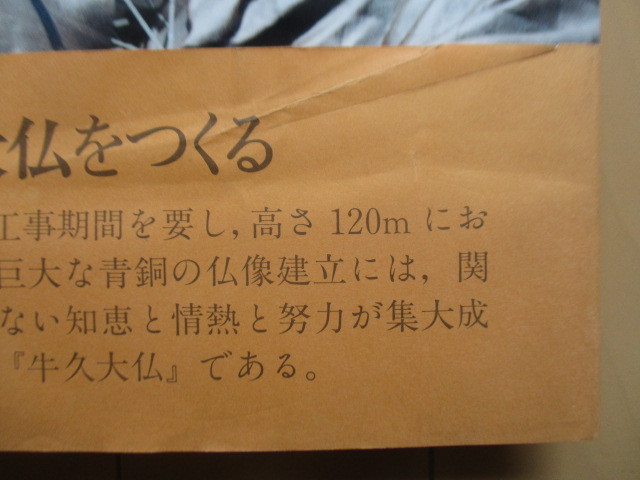 大仏をつくる
工事期間を要し,高さ 120m にお
巨大な青銅の仏像建立には, 関
ない知恵と情熱と努力が集大成
『牛久大仏』である。